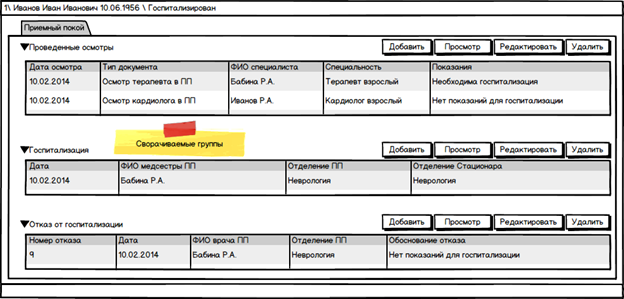 1\ Иванов Иван Иванович 10.06.1956 \ Госпитализирован
Приемный покой
▼Проведенные осмотры Добавить Просмотр Редактировать Удалить
Дата осмотра Тип документа ФИО специалиста Специальность Показания
10.02.2014 Осмотр терапевта в ПП Бабина Р.А. Терапевт взрослый Необходима госпитализация
10.02.2014 Осмотр кардиолога в ПП Иванов Р.А. Кардиолог взрослый Нет показаний для госпитализации
Сворачиваемые группы
▼Госпитализация Добавить Просмотр Редактировать Удалить
Дата ФИО медсестры ПП Отделение ПП Отделение Стационара
10.02.2014 Бабина Р.А. Неврология Неврология
▼Отказ от госпитализации Добавить Просмотр Редактировать Удалить
Номер отказа Дата ФИО врача ПП Отделение ПП Обоснование отказа
9 10.02.2014 Бабина Р.А. Неврология Нет показаний для госпитализации